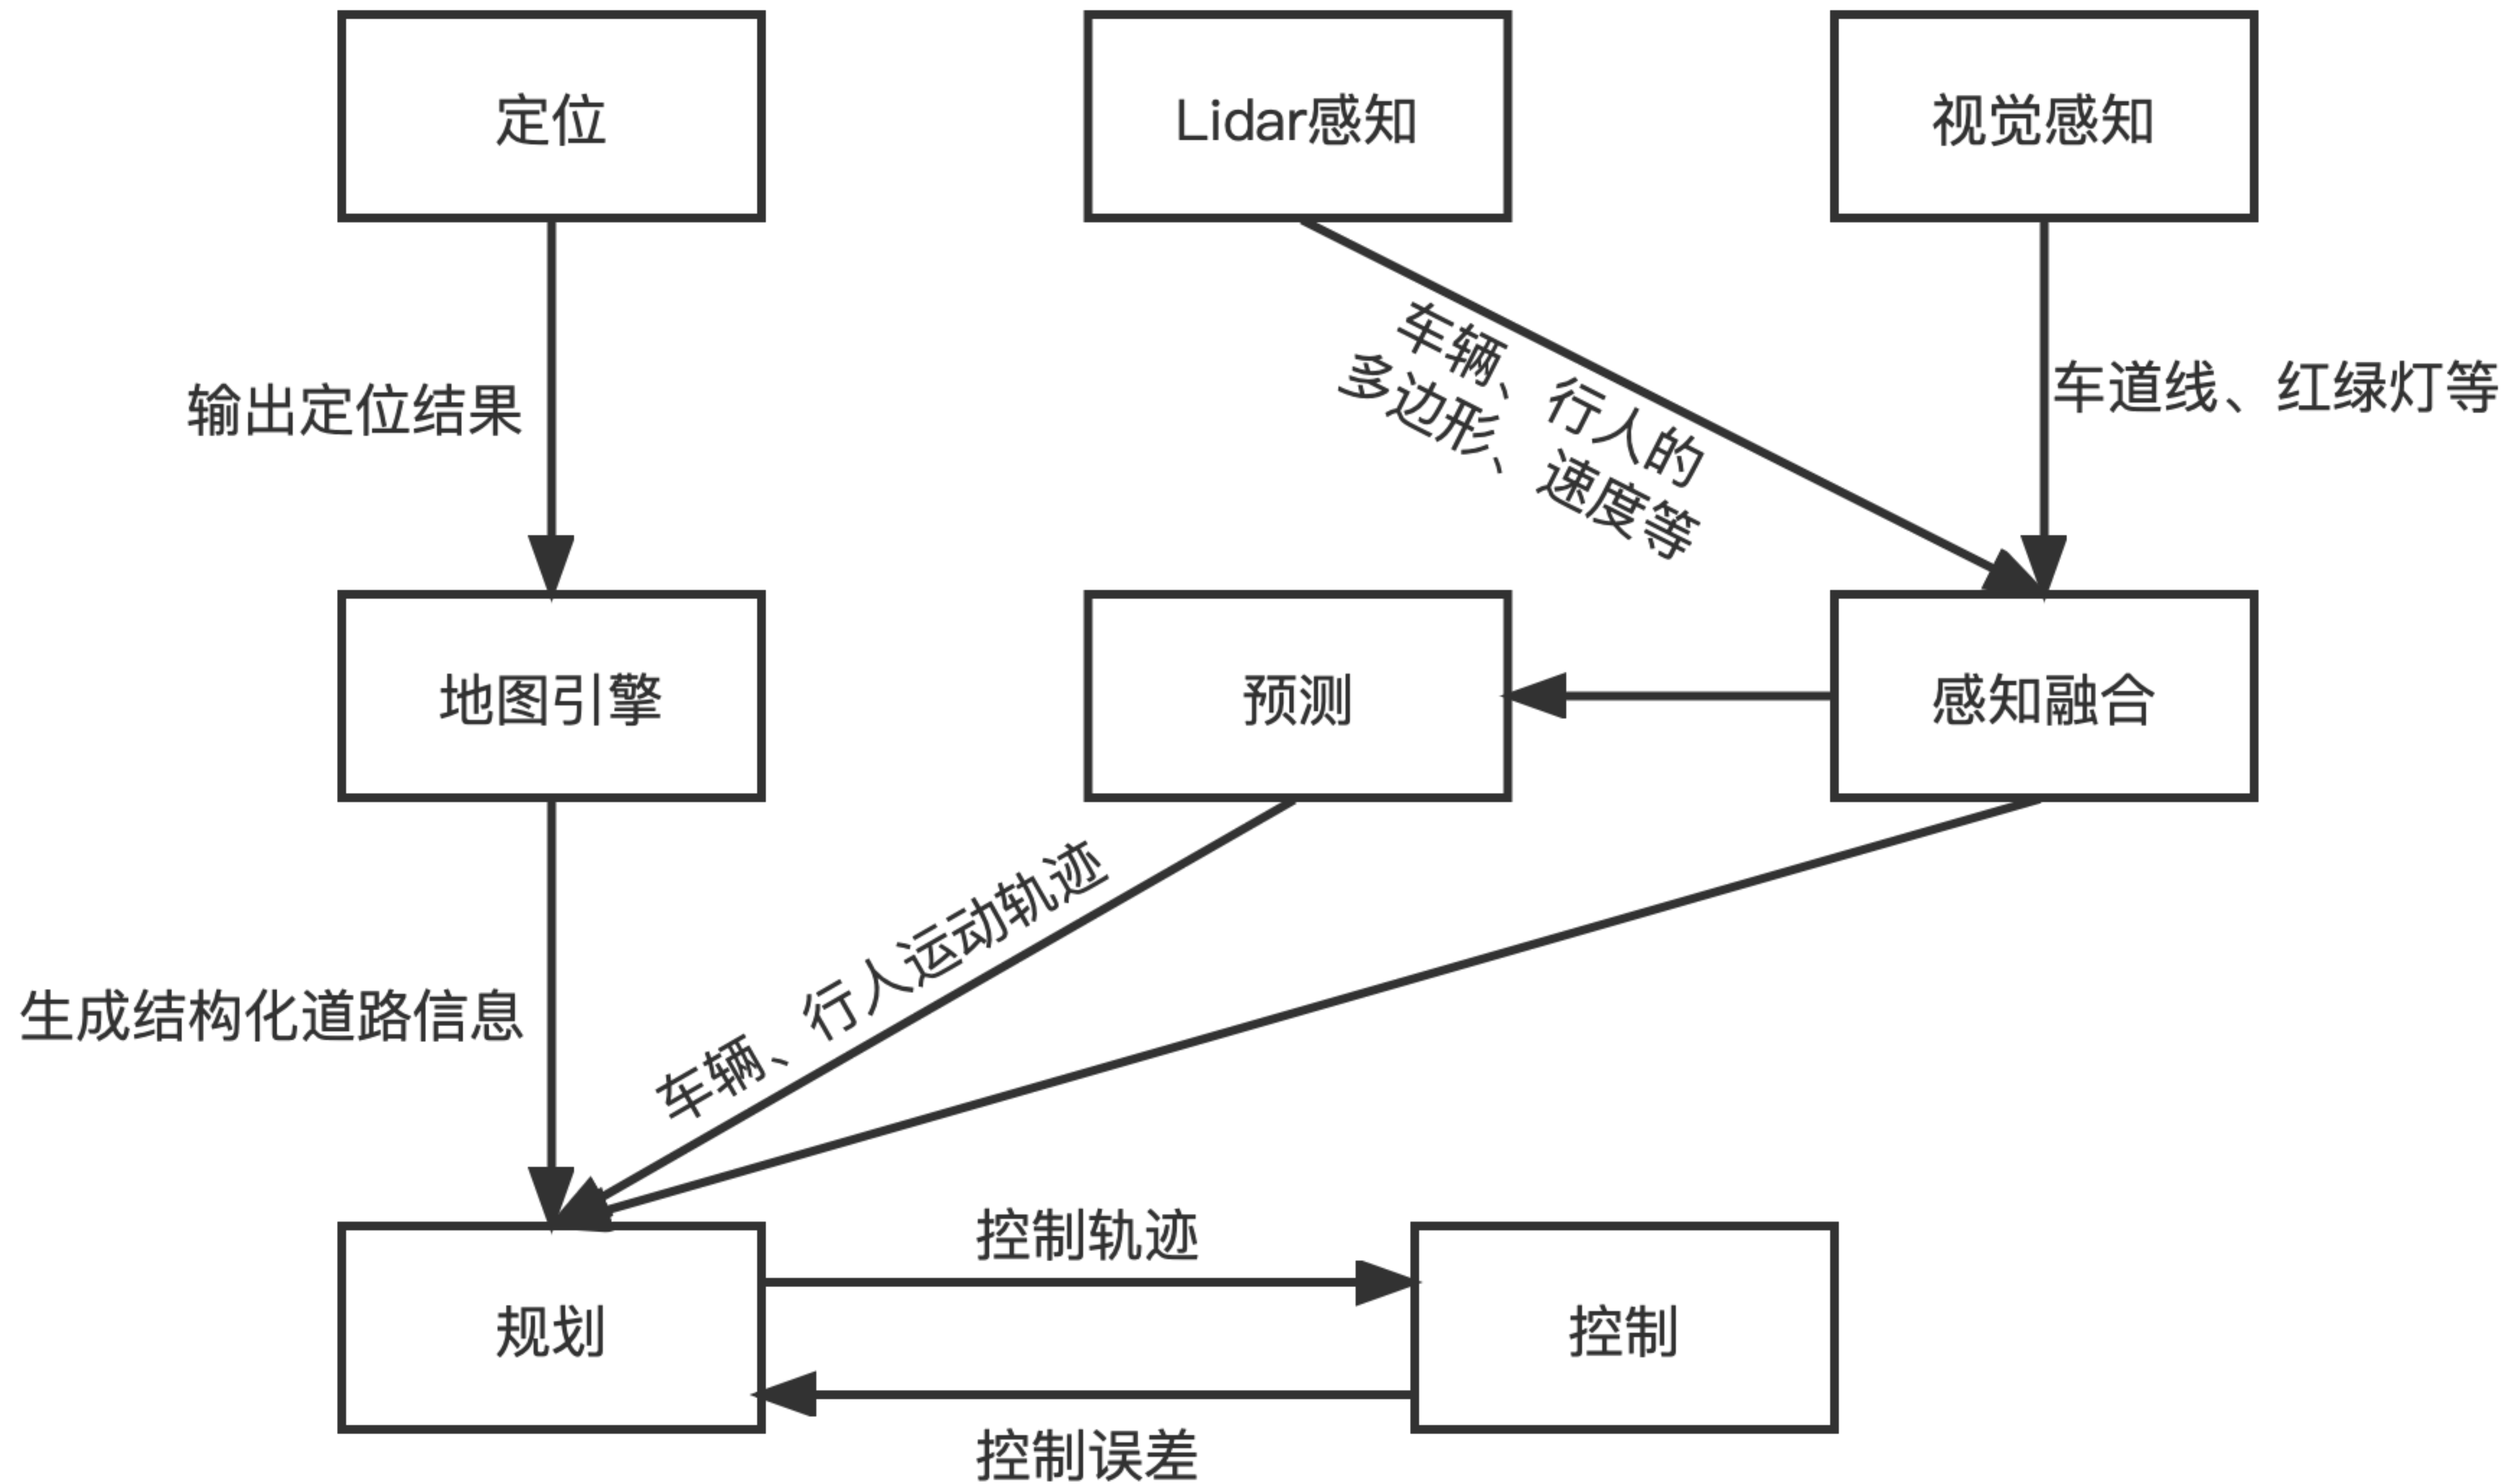 定位
Lidar感知
视觉感知
输出定位结果
车辆、行人的
多边形、速度等
车道线、红绿灯等
地图引擎
预测
感知融合
生成结构化道路信息
车辆、行人运动轨迹
控制轨迹
规划
控制
控制误差